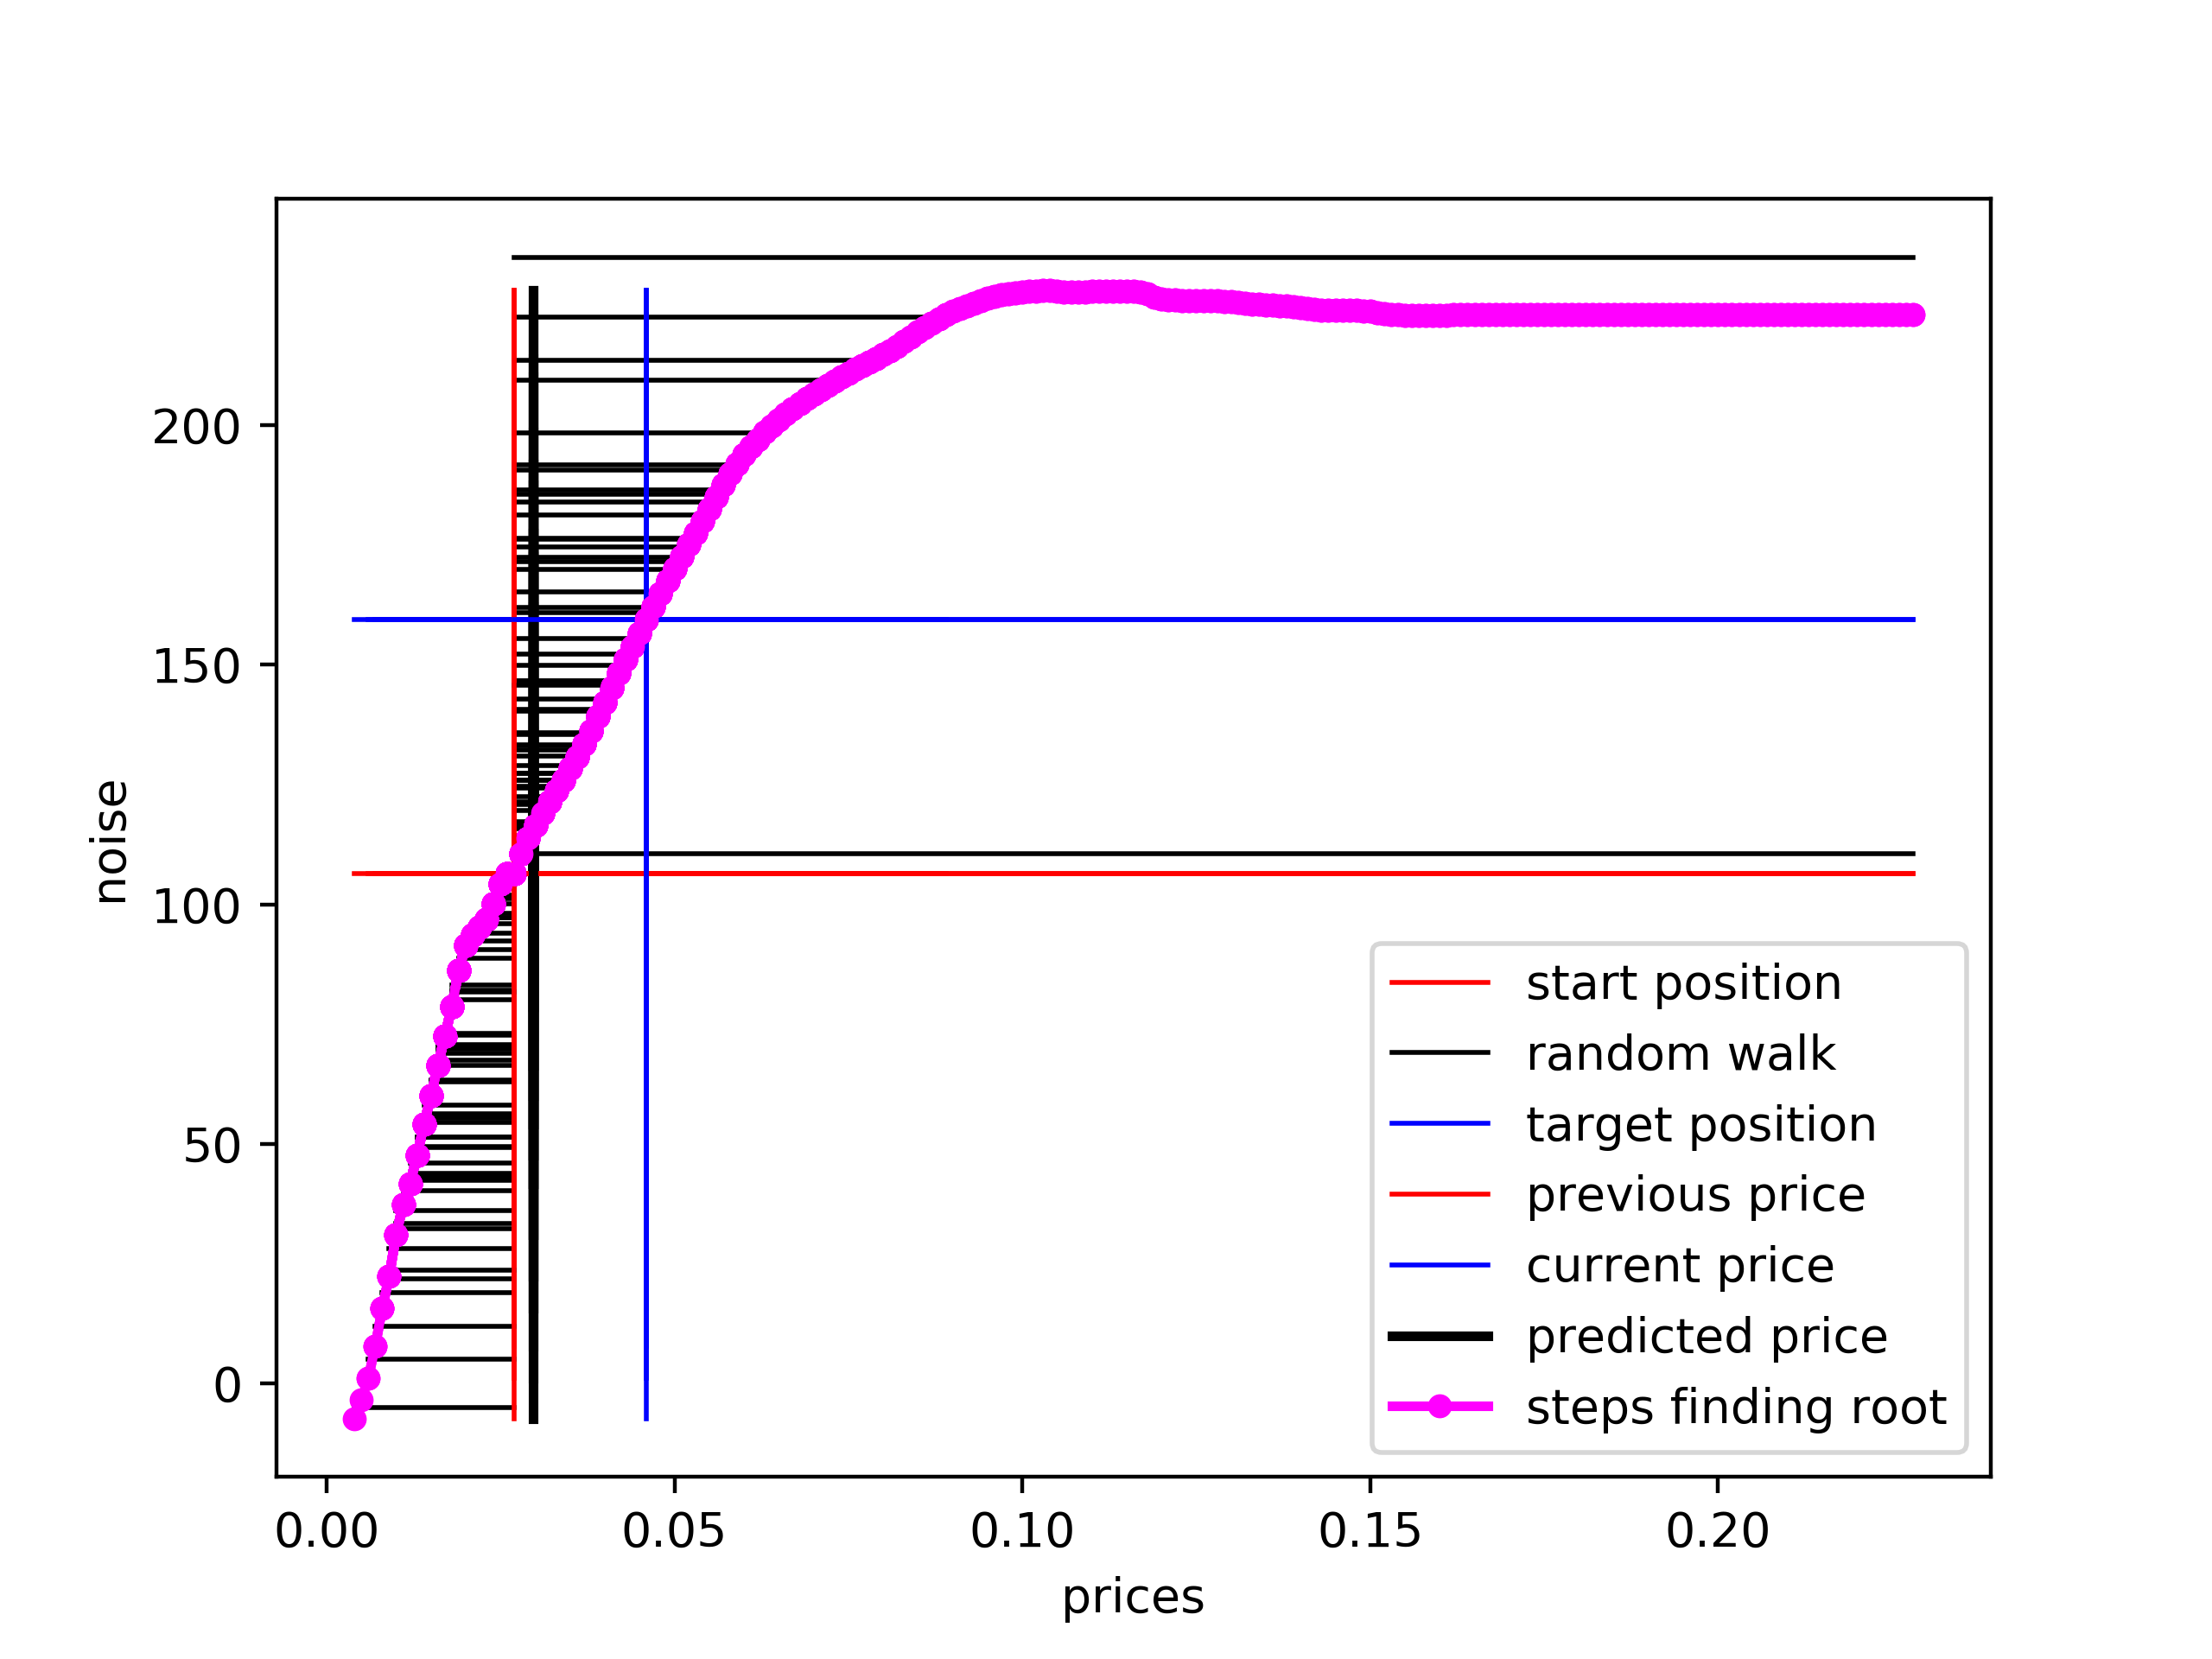 200
150
100
50
0
noise
0.00 0.05 0.10 0.15 0.20
prices
start position
random walk
target position
previous price
current price
predicted price
steps finding root